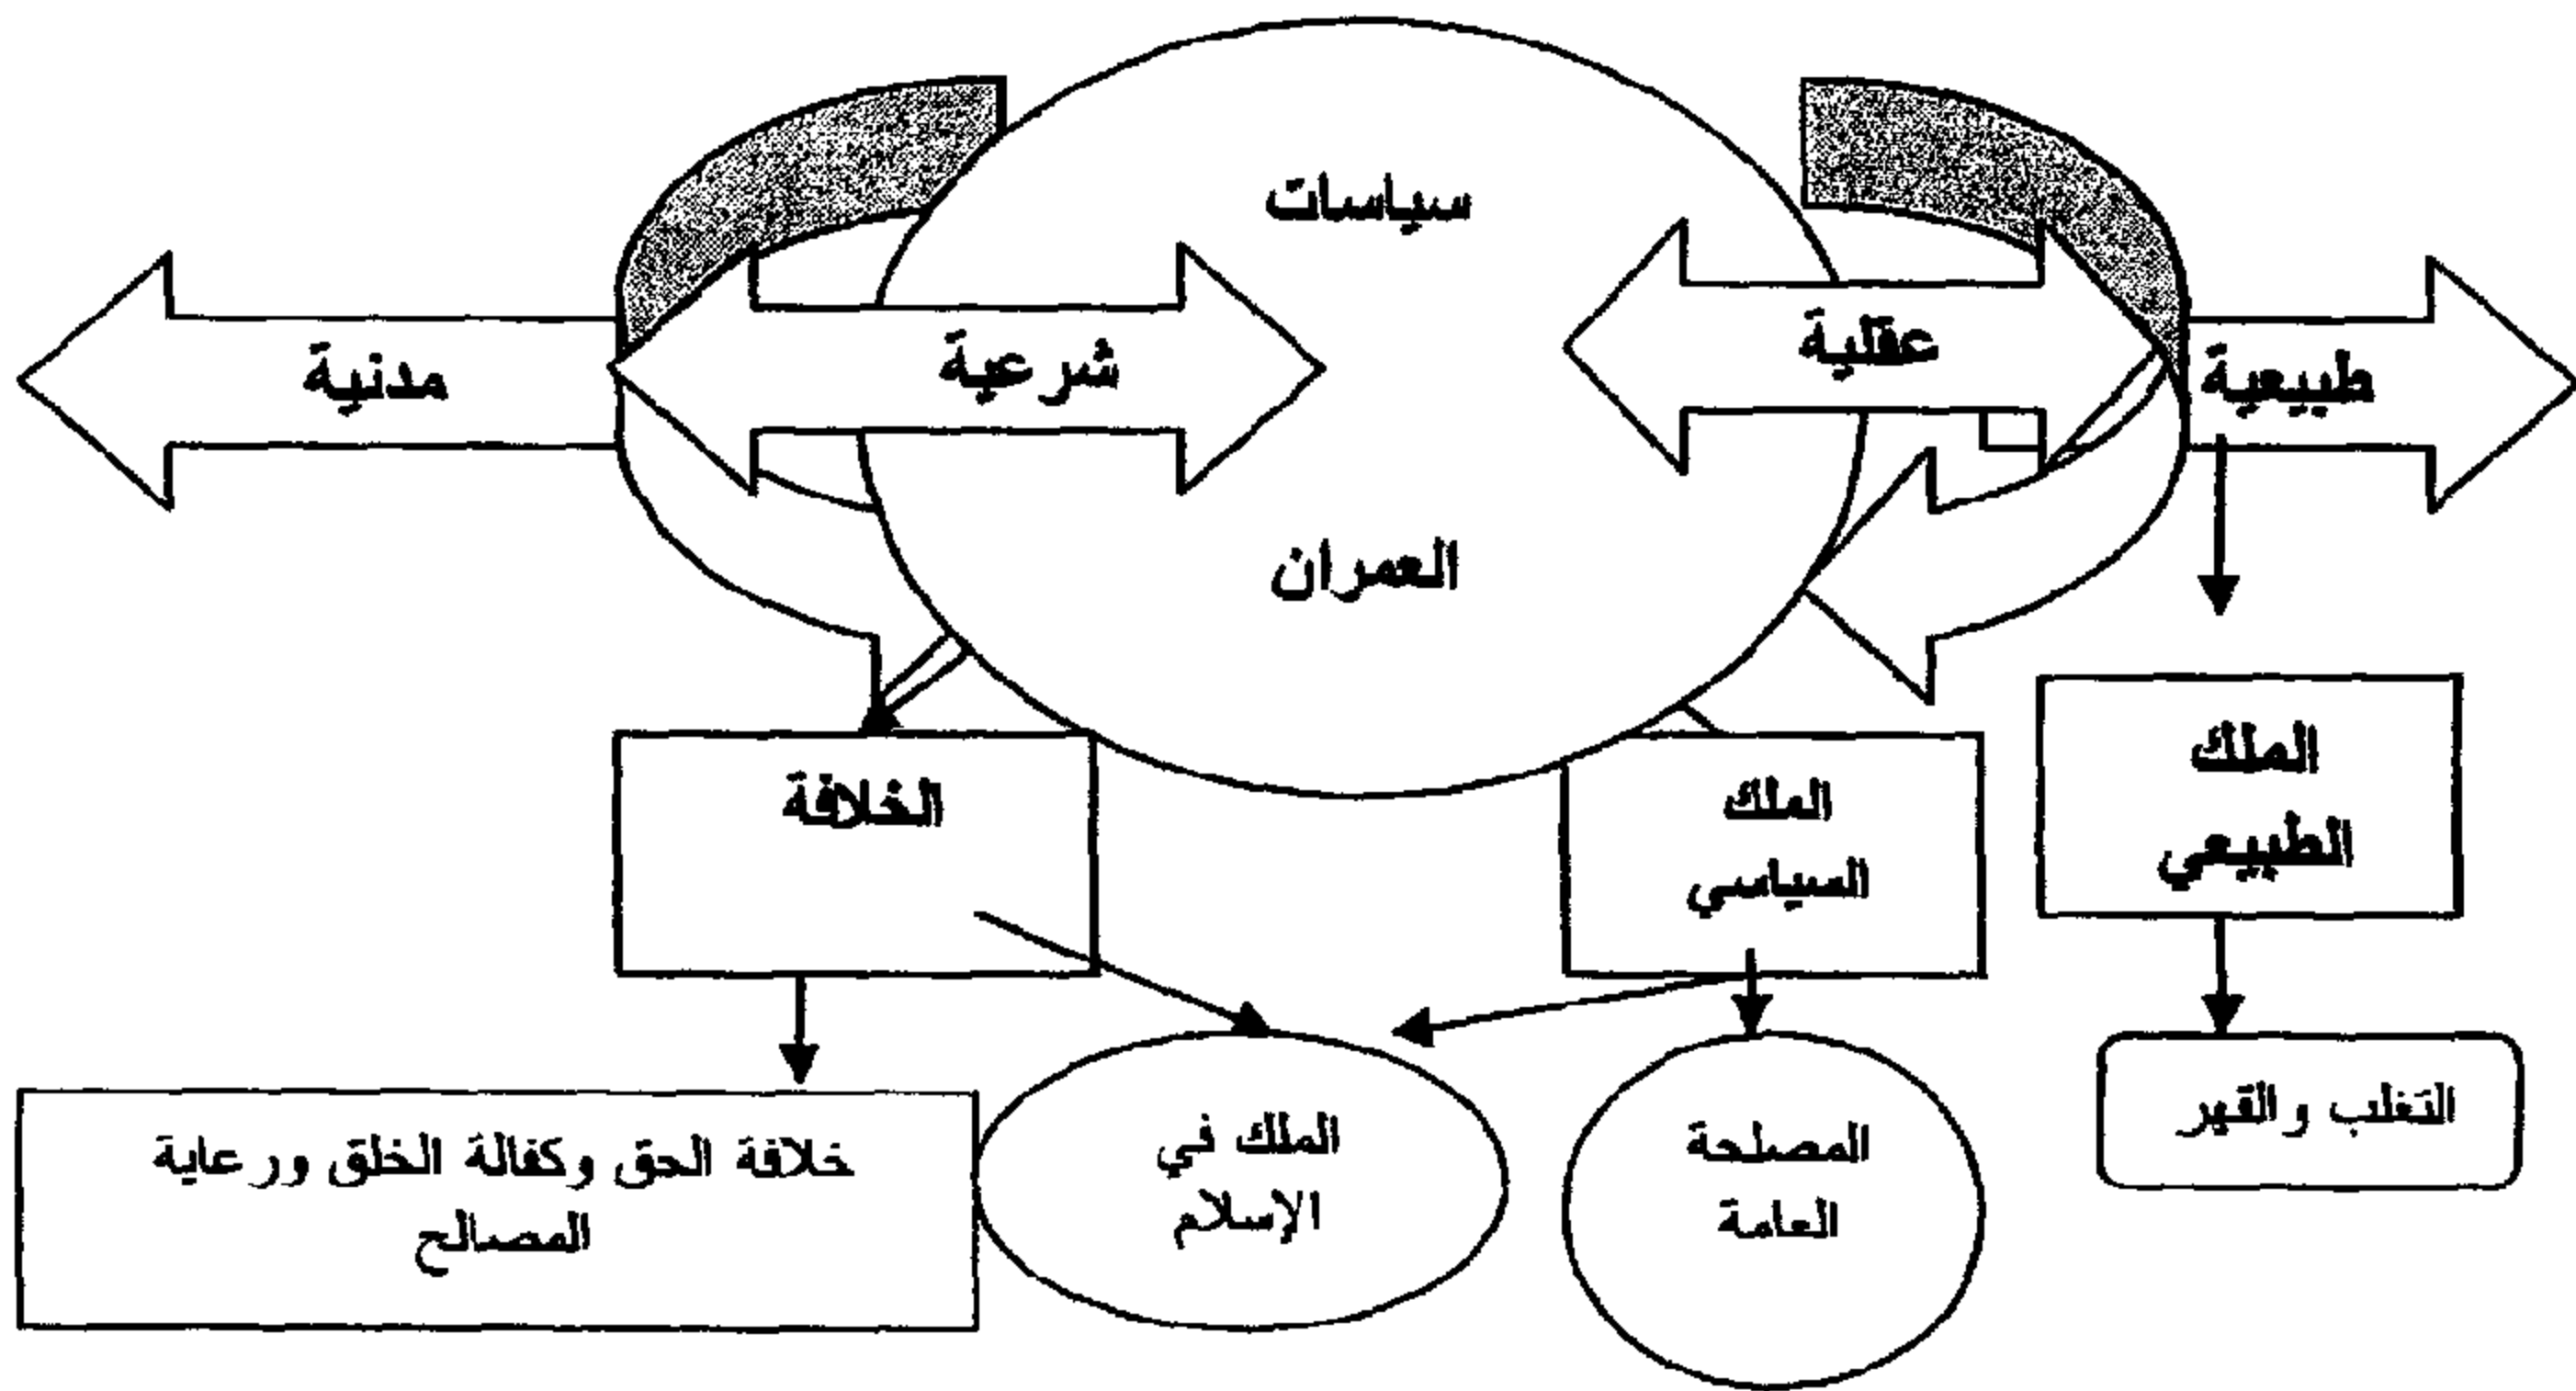 سياسات
طبيعية
عقلية
شرعية
مدنية
العمران
الملك
الطبيعي
الملك
السياسي
الخلافة
التغلب والقهر
المصلحة
العامة
الملك في
الإسلام
خلافة الحق وكفالة الخلق ورعاية
المصالح